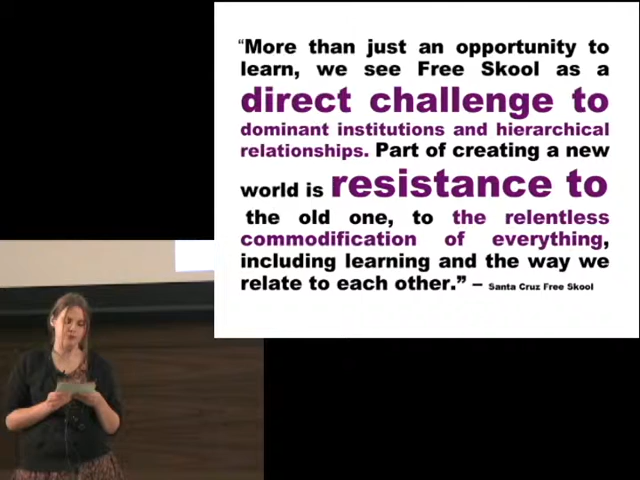 “More than just an opportunity to
learn, we see Free Skool as a
direct challenge to
dominant institutions and hierarchical
relationships. Part of creating a new
world is resistance to
the old one, to the relentless
commodification of everything,
including learning and the way we
relate to each other.” – Santa Cruz Free Skool